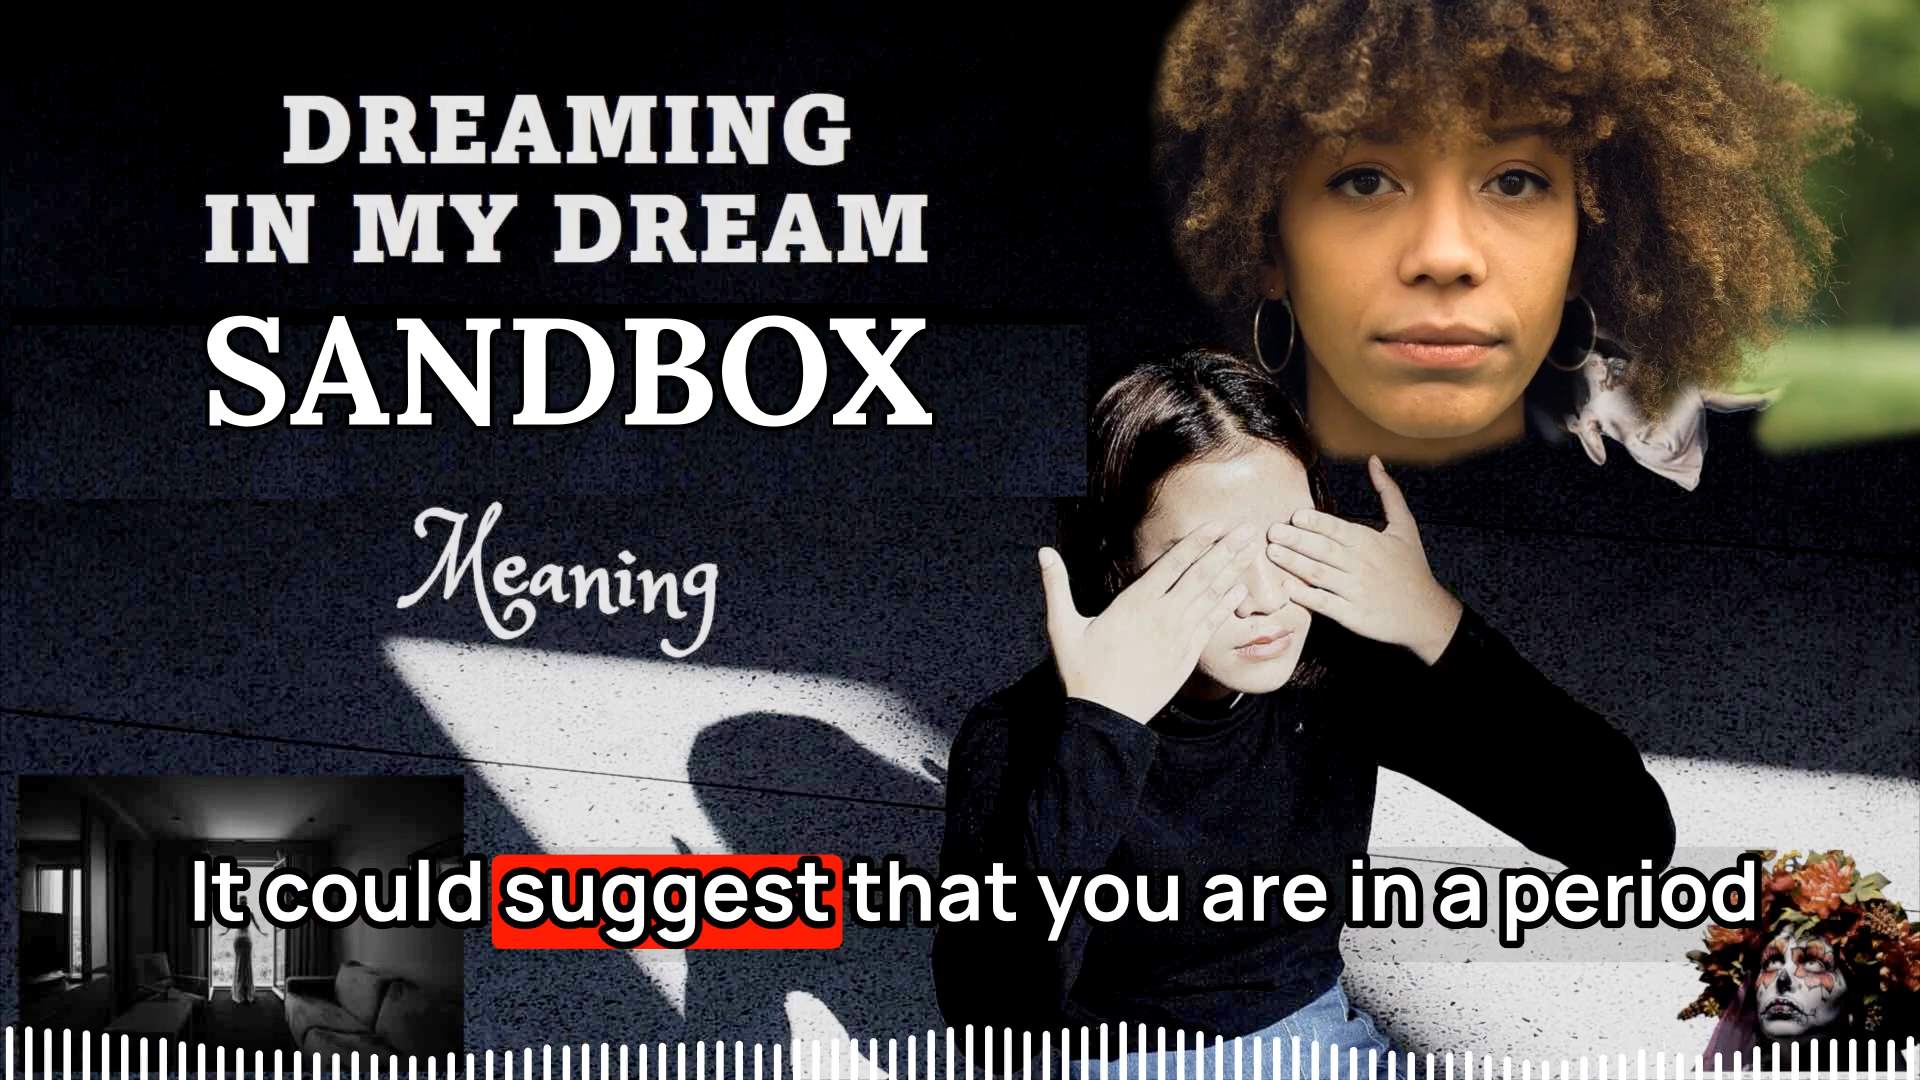 DREAMING
IN MY DREAM
SANDBOX
Meaning
It could suggest that you are in a period